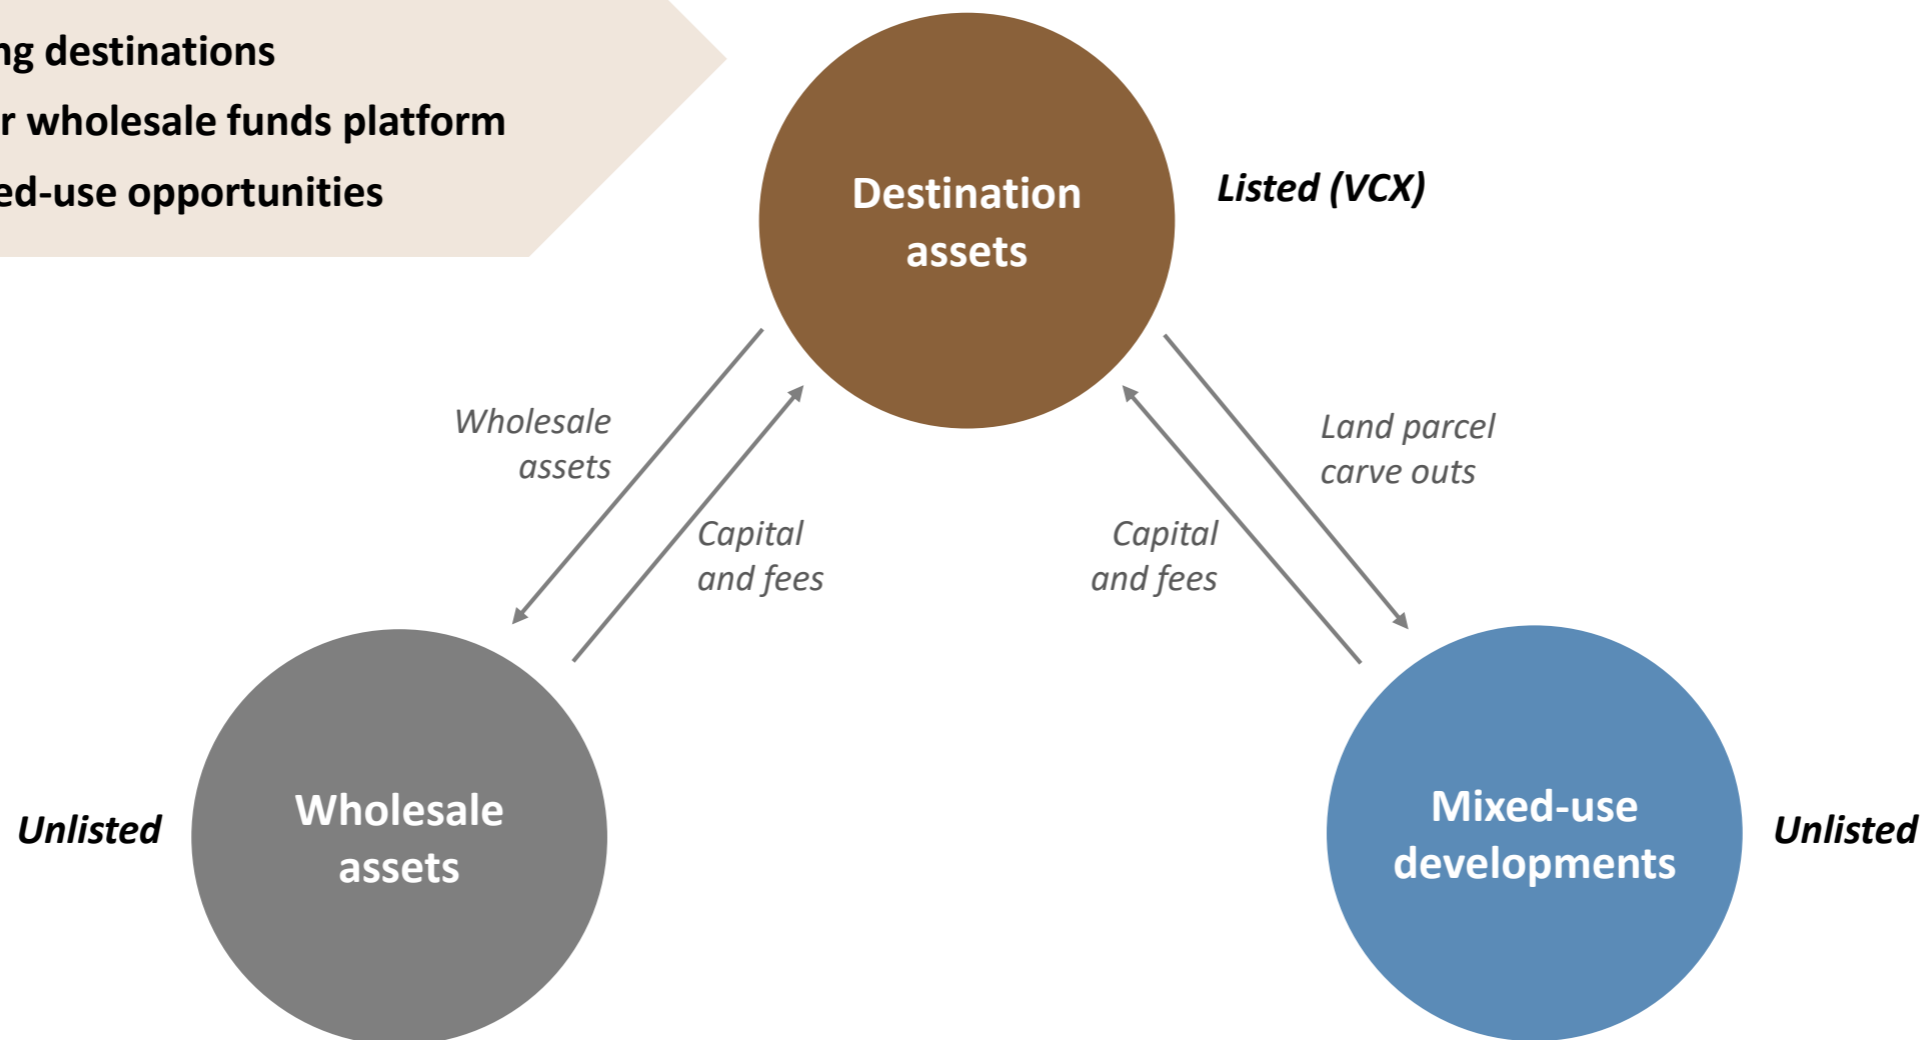 ng destinations
r wholesale funds platform
ed-use opportunities
Destination
assets
Listed (VCX)
Wholesale
assets
Capital
and fees
Capital
and fees
Land parcel
carve outs
Unlisted
Wholesale
assets
Mixed-use
developments
Unlisted